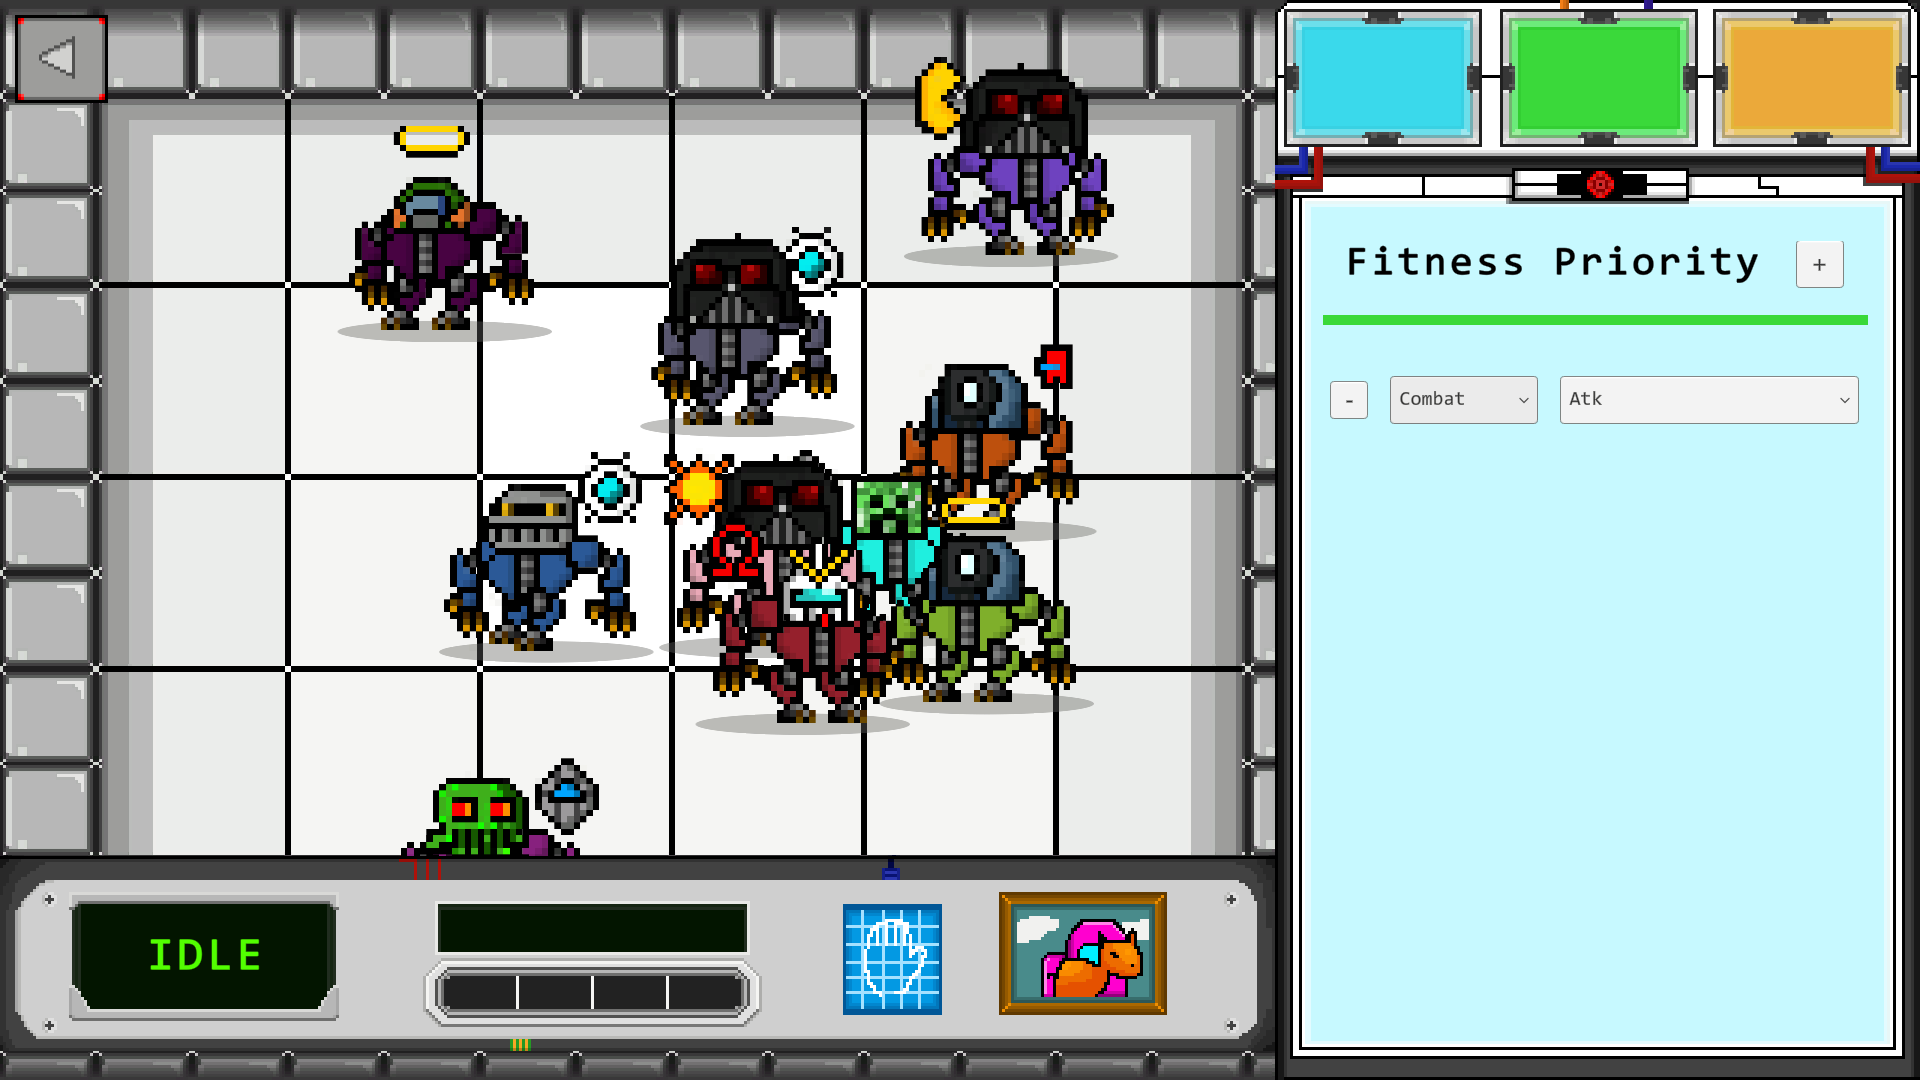 Fitness Priority +
- Combat Atk
Ω
IDLE